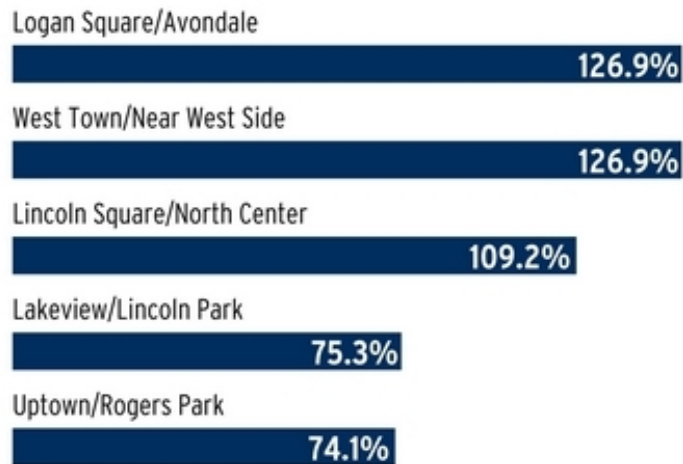 Logan Square/Avondale
126.9%
West Town/Near West Side
126.9%
Lincoln Square/North Center
109.2%
Lakeview/Lincoln Park
75.3%
Uptown/Rogers Park
74.1%